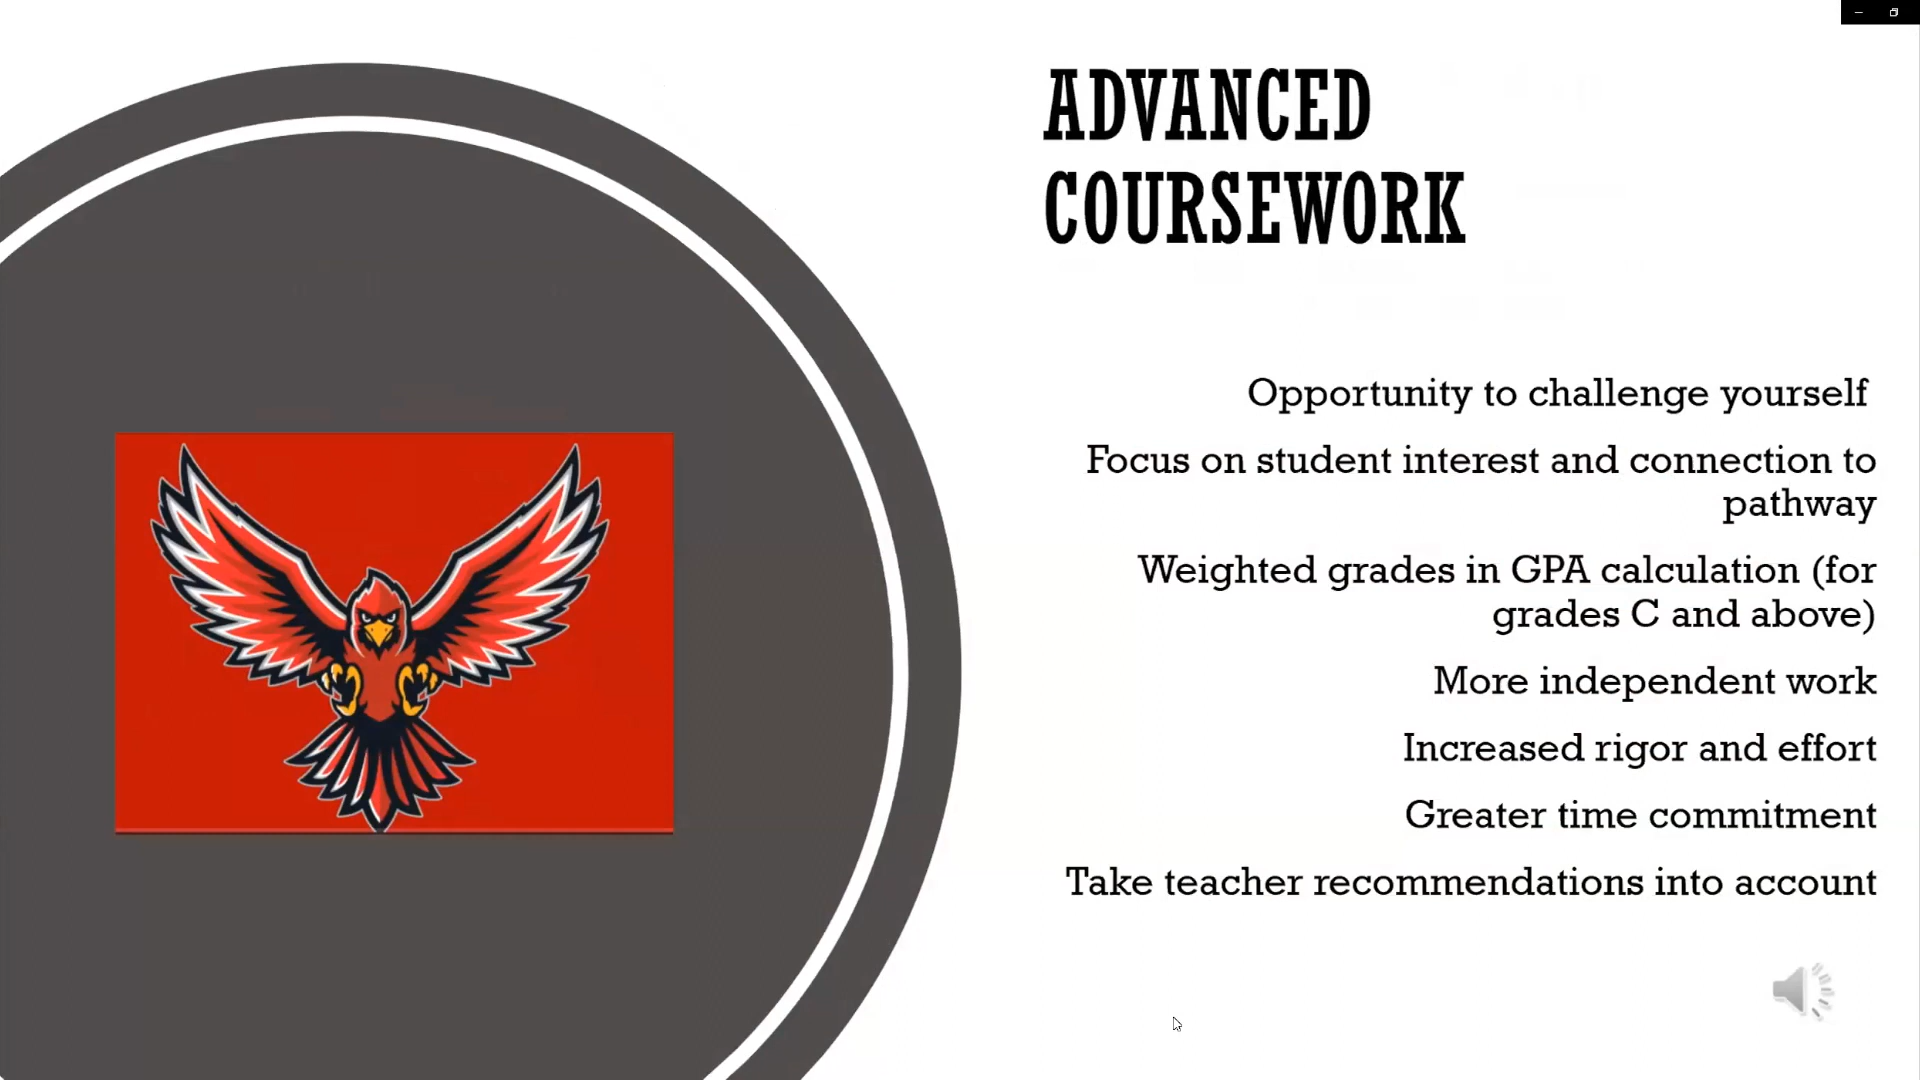 ADVANCED
COURSEWORK
Opportunity to challenge yourself
Focus on student interest and connection to
pathway
Weighted grades in GPA calculation (for
grades C and above)
More independent work
Increased rigor and effort
Greater time commitment
Take teacher recommendations into account